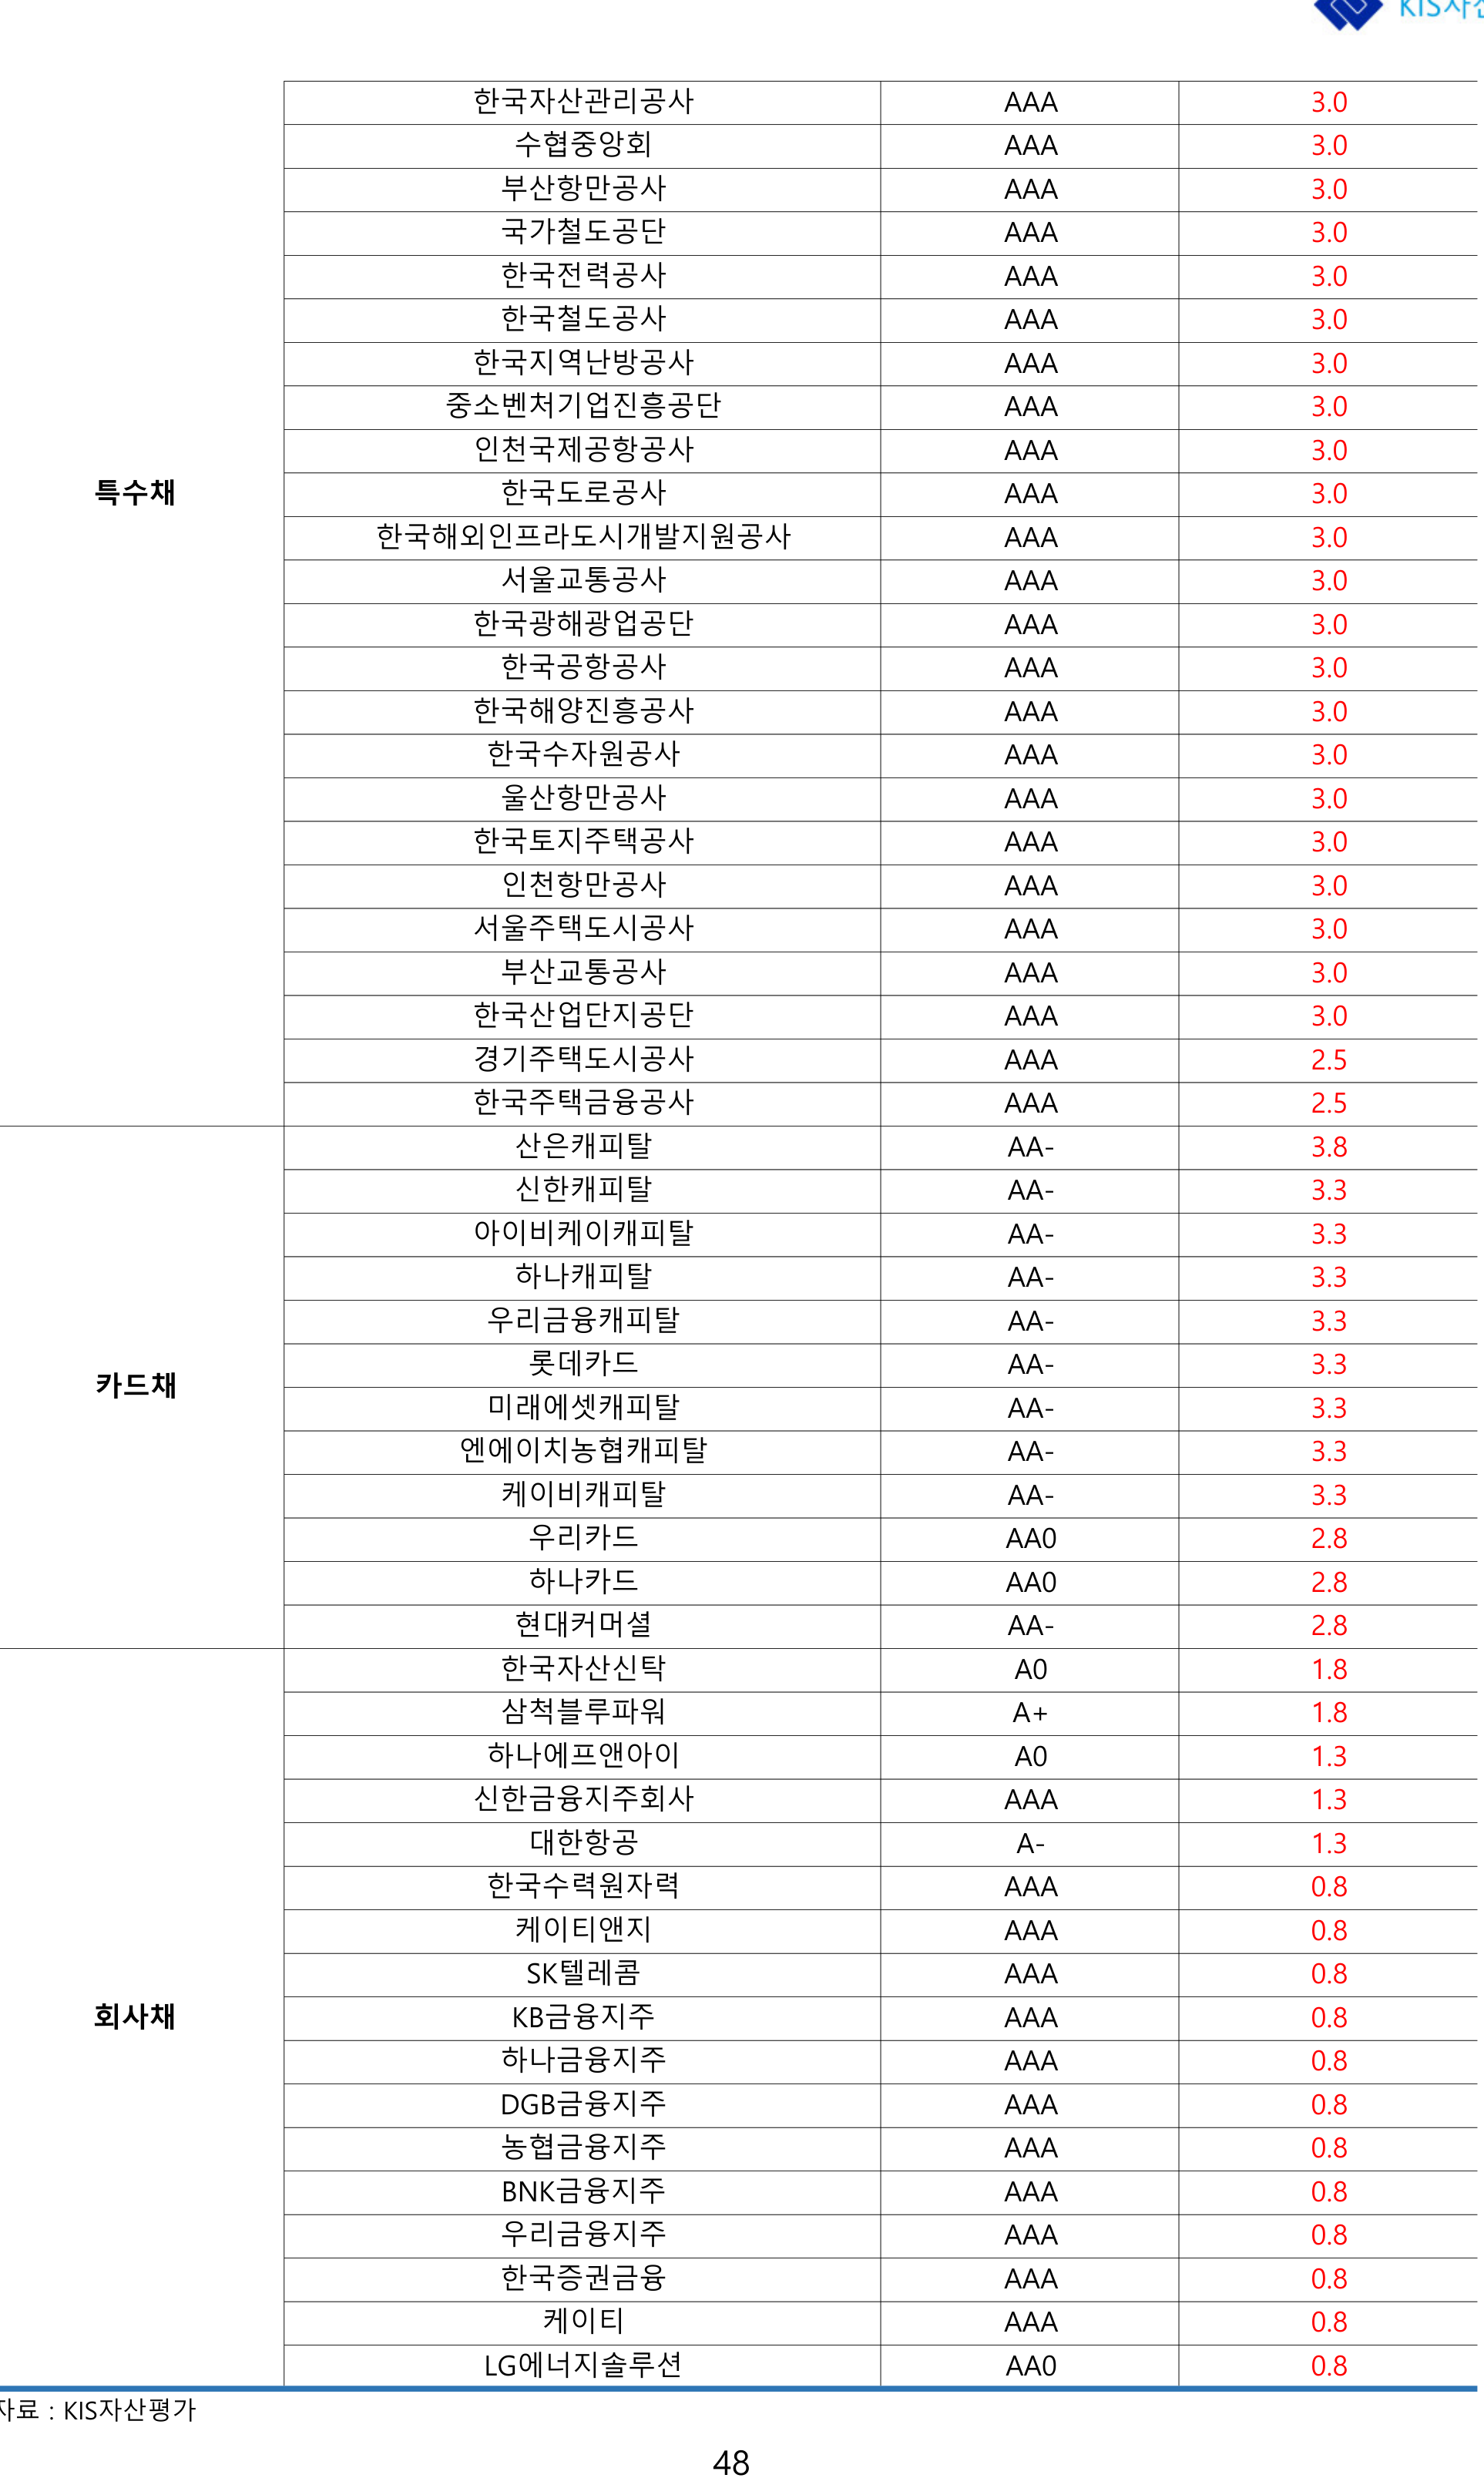 KIS자산
한국자산관리공사 AAA 3.0
수협중앙회 AAA 3.0
부산항만공사 AAA 3.0
국가철도공단 AAA 3.0
한국전력공사 AAA 3.0
한국철도공사 AAA 3.0
한국지역난방공사 AAA 3.0
중소벤처기업진흥공단 AAA 3.0
인천국제공항공사 AAA 3.0
특수채 한국도로공사 AAA 3.0
한국해외인프라도시개발지원공사 AAA 3.0
서울교통공사 AAA 3.0
한국광해광업공단 AAA 3.0
한국공항공사 AAA 3.0
한국해양진흥공사 AAA 3.0
한국수자원공사 AAA 3.0
울산항만공사 AAA 3.0
한국토지주택공사 AAA 3.0
인천항만공사 AAA 3.0
서울주택도시공사 AAA 3.0
부산교통공사 AAA 3.0
한국산업단지공단 AAA 3.0
경기주택도시공사 AAA 2.5
한국주택금융공사 AAA 2.5
산은캐피탈 AA- 3.8
신한캐피탈 AA- 3.3
아이비케이캐피탈 AA- 3.3
하나캐피탈 AA- 3.3
우리금융캐피탈 AA- 3.3
롯데카드 AA- 3.3
카드채
미래에셋캐피탈 AA- 3.3
엔에이치농협캐피탈 AA- 3.3
케이비캐피탈 AA- 3.3
우리카드 AA0 2.8
하나카드 AA0 2.8
현대커머셜 AA- 2.8
한국자산신탁 A0 1.8
삼척블루파워 A+ 1.8
하나에프앤아이 A0 1.3
신한금융지주회사 AAA 1.3
대한항공 A- 1.3
한국수력원자력 AAA 0.8
케이티앤지 AAA 0.8
SK텔레콤 AAA 0.8
회사채 KB금융지주 AAA 0.8
하나금융지주 AAA 0.8
DGB금융지주 AAA 0.8
농협금융지주 AAA 0.8
BNK금융지주 AAA 0.8
우리금융지주 AAA 0.8
한국증권금융 AAA 0.8
케이티 AAA 0.8
LG에너지솔루션 AA0 0.8
자료 : KIS자산평가
48